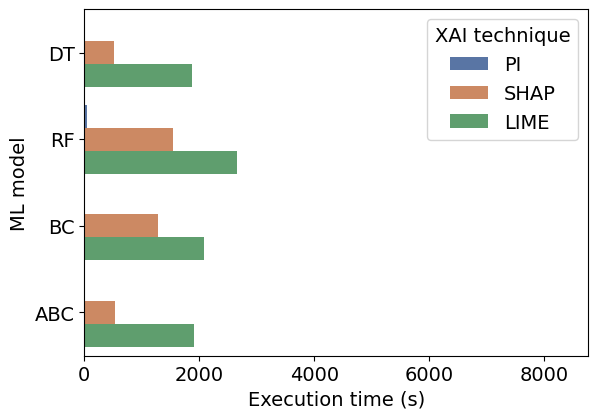 XAI technique
PI
SHAP
LIME
DT
RF
BC
ABC
ML model
0 2000 4000 6000 8000
Execution time (s)